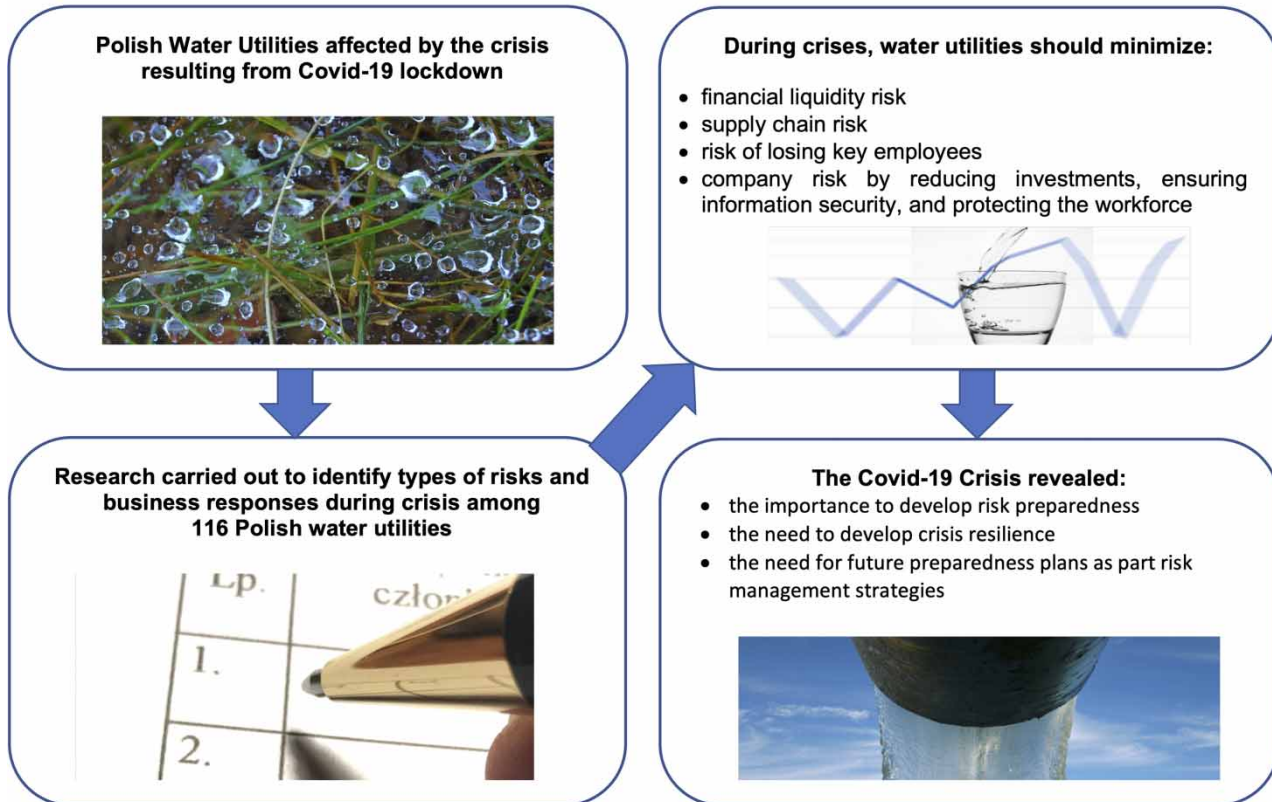 Polish Water Utilities affected by the crisis
resulting from Covid-19 lockdown
Research carried out to identify types of risks and
business responses during crisis among
116 Polish water utilities
Lp.
1.
2.
During crises, water utilities should minimize:
• financial liquidity risk
• supply chain risk
• risk of losing key employees
• company risk by reducing investments, ensuring
information security, and protecting the workforce
The Covid-19 Crisis revealed:
• the importance to develop risk preparedness
• the need to develop crisis resilience
• the need for future preparedness plans as part risk
management strategies